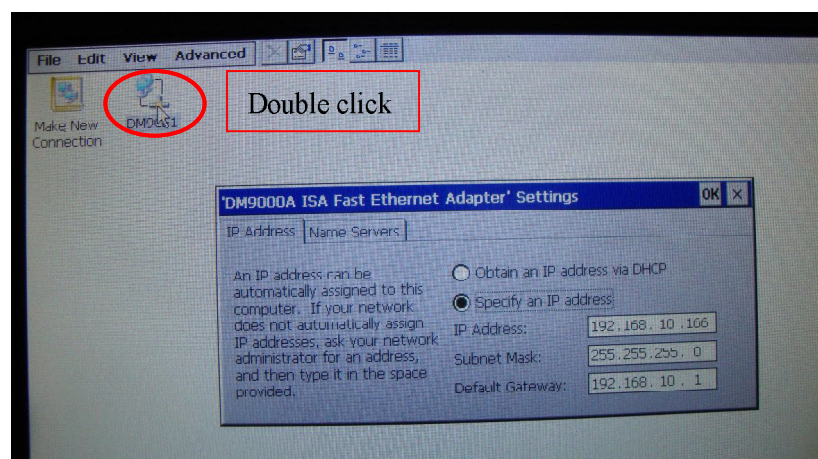 File Edit View Advanced
Make New
Connection
Double click
'DM9000A ISA Fast Ethernet Adapter' Settings
OK
IP Address Name Servers
An IP address can be
automatically assigned to this
computer. If your network
does not automatically assign
IP addresses, ask your network
administrator for an address,
and then type it in the space
provided.
Obtain an IP address via DHCP
Specify an IP address
IP Address: 192.168. 10 .166
Subnet Mask: 255.255.255. 0
Default Gateway: 192.168. 10 . 1